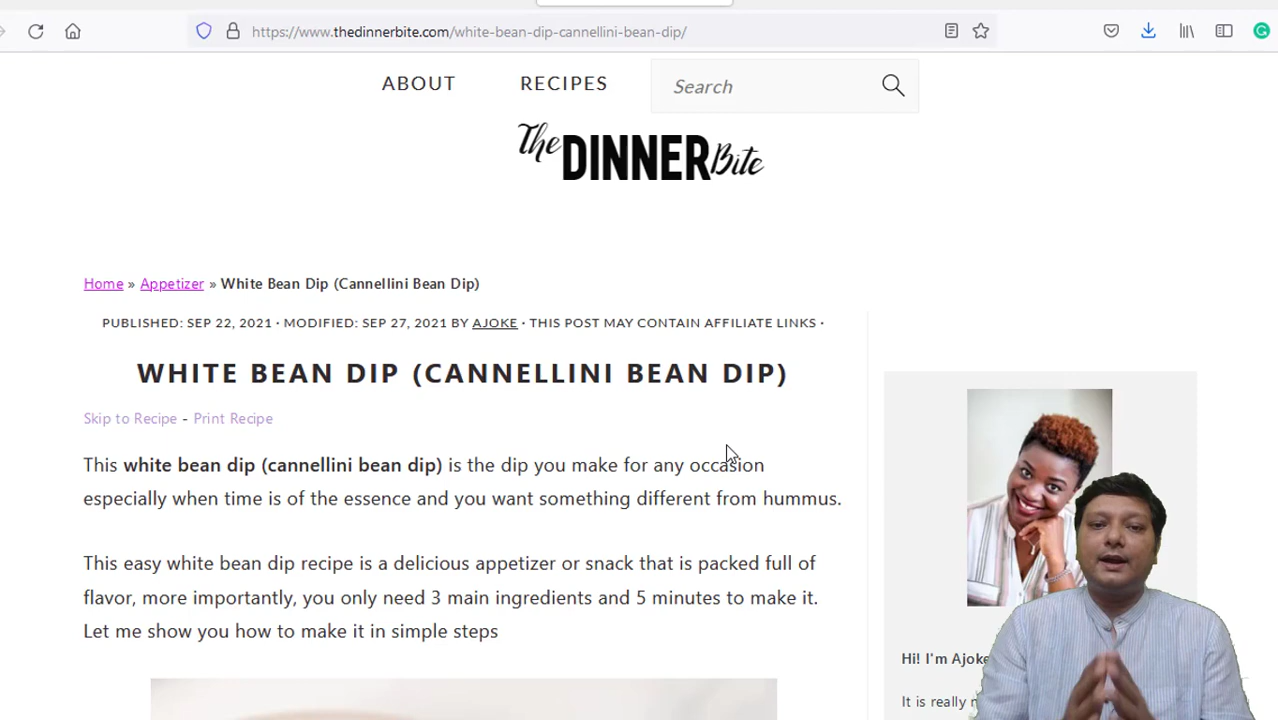 https://www.thedinnerbite.com/white-bean-dip-cannellini-bean-dip/
ABOUT
RECIPES
Search
The DINNER Bite
Home » Appetizer » White Bean Dip (Cannellini Bean Dip)
PUBLISHED: SEP 22, 2021 · MODIFIED: SEP 27, 2021 BY AJOKE · THIS POST MAY CONTAIN AFFILIATE LINKS ·
WHITE BEAN DIP (CANNELLINI BEAN DIP)
Skip to Recipe - Print Recipe
This white bean dip (cannellini bean dip) is the dip you make for any occasion
especially when time is of the essence and you want something different from hummus.
This easy white bean dip recipe is a delicious appetizer or snack that is packed full of
flavor, more importantly, you only need 3 main ingredients and 5 minutes to make it.
Let me show you how to make it in simple steps
Hi! I'm Ajoke
It is really